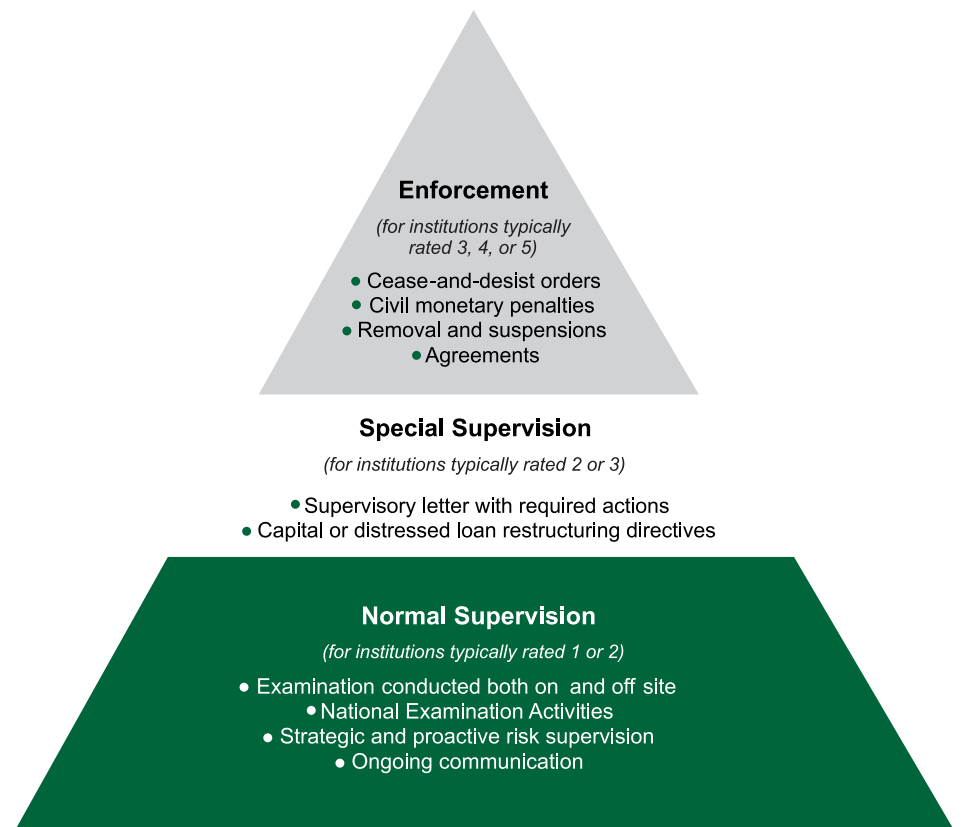 Enforcement
(for institutions typically
rated 3, 4, or 5)
● Cease-and-desist orders
● Civil monetary penalties
● Removal and suspensions
● Agreements
Special Supervision
(for institutions typically rated 2 or 3)
● Supervisory letter with required actions
● Capital or distressed loan restructuring directives
Normal Supervision
(for institutions typically rated 1 or 2)
● Examination conducted both on and off site
● National Examination Activities
● Strategic and proactive risk supervision
● Ongoing communication